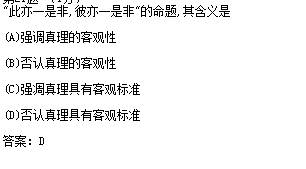 "此亦一是非,彼亦一是非"的命题,其含义是
(A)强调真理的客观性
(B)否认真理的客观性
(C)强凋真理具有客观标准
(D)否认真理具有客观标准
答案: D